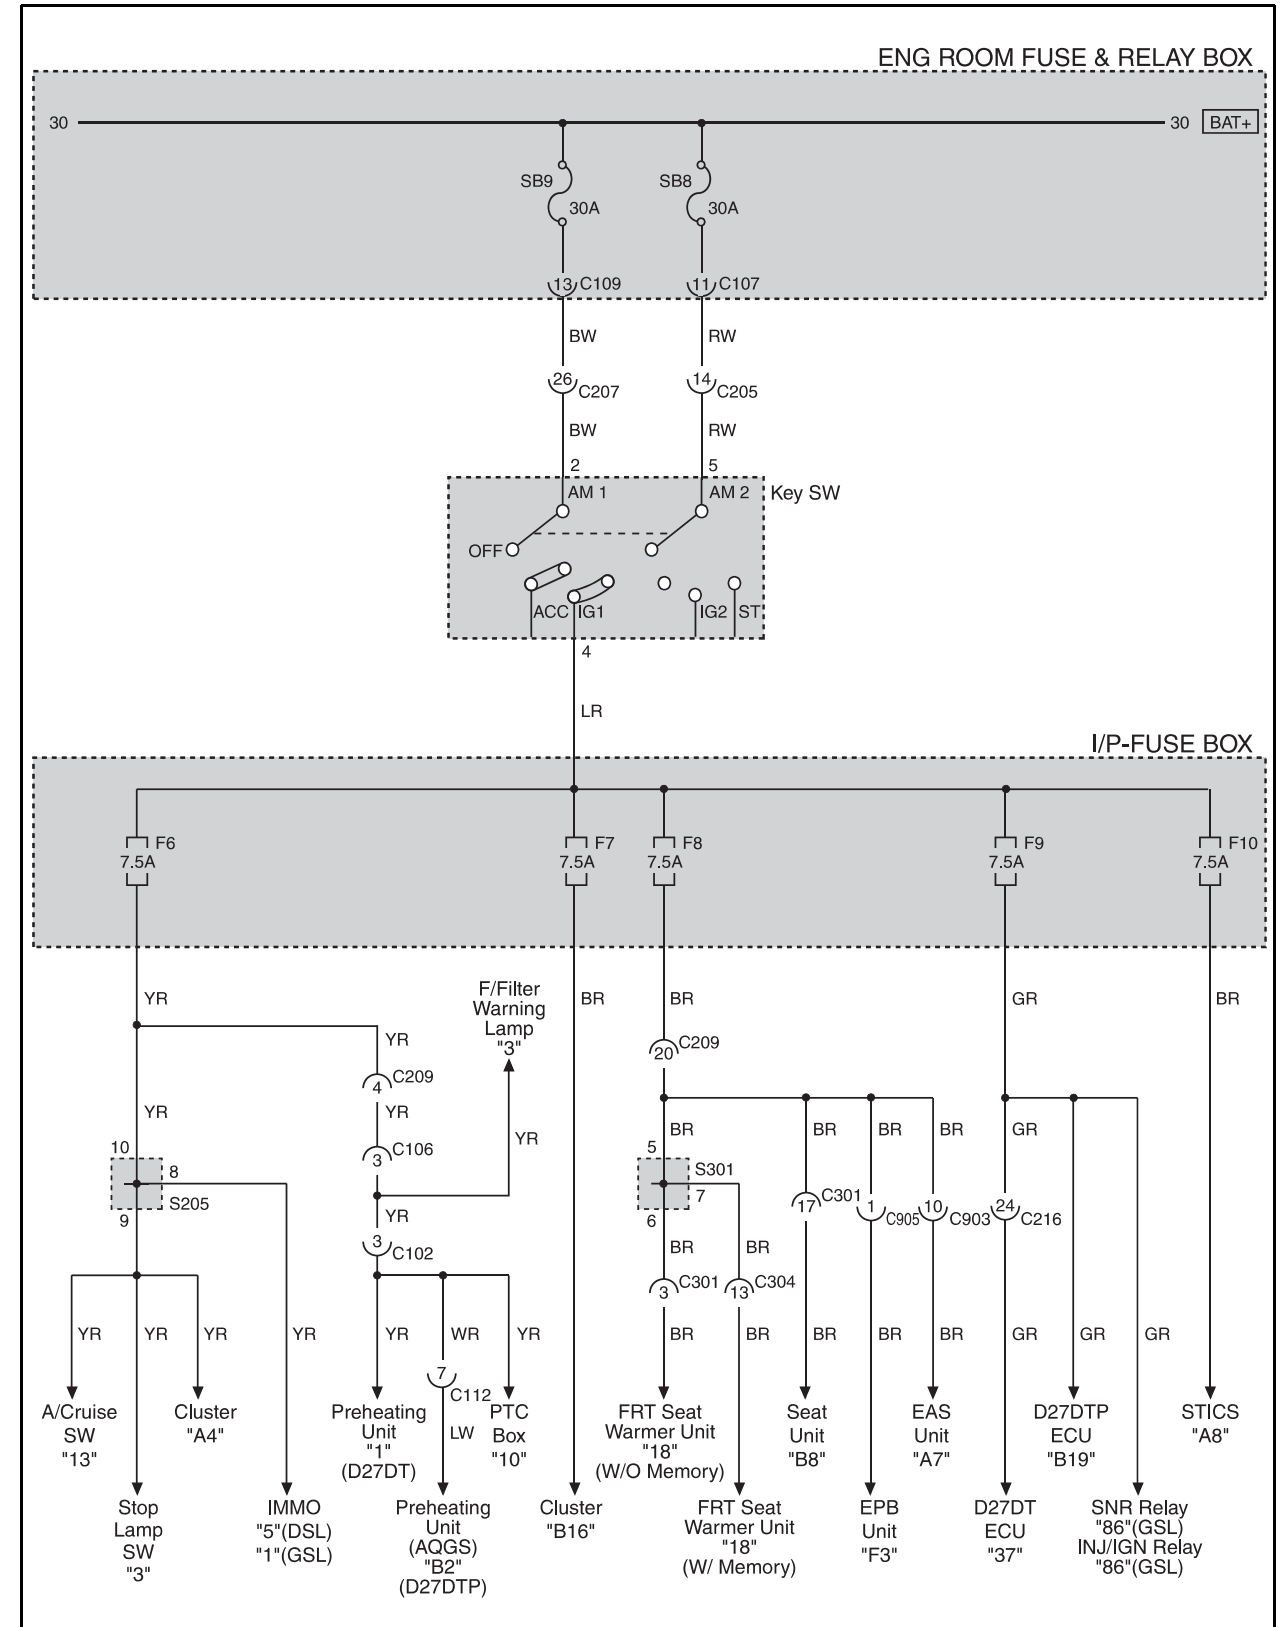 ENG ROOM FUSE & RELAY BOX
30
30
BAT+
SB9
SB8
30A
30A
13
C109
11
C107
BW
RW
26
C207
14
C205
BW
RW
2
5
AM 1
AM 2
Key SW
OFF
ACC
IG1
IG2
ST
4
LR
I/P-FUSE BOX
F6
7.5A
F7
7.5A
F8
7.5A
F9
7.5A
F10
7.5A
YR
F/Filter
Warning
Lamp
"3"
BR
BR
GR
BR
YR
20
C209
4
C209
YR
YR
YR
BR
BR
BR
BR
GR
10
3
C106
5
8
S205
S301
7
9
6
YR
17
C301
1
C905
10
C903
24
C216
3
C102
BR
BR
3
C301
13
C304
YR
YR
YR
YR
YR
WR
YR
BR
BR
BR
BR
BR
GR
GR
GR
7
C112
LW
A/Cruise
SW
"13"
Cluster
"A4"
Preheating
Unit
"1"
(D27DT)
PTC
Box
"10"
FRT Seat
Warmer Unit
"18"
(W/O Memory)
Seat
Unit
"B8"
EAS
Unit
"A7"
D27DTP
ECU
"B19"
STICS
"A8"
Stop
Lamp
SW
"3"
IMMO
"5"(DSL)
"1"(GSL)
Preheating
Unit
(AQGS)
"B2"
(D27DTP)
Cluster
"B16"
FRT Seat
Warmer Unit
"18"
(W/ Memory)
EPB
Unit
"F3"
D27DT
ECU
"37"
SNR Relay
"86"(GSL)
INJ/IGN Relay
"86"(GSL)